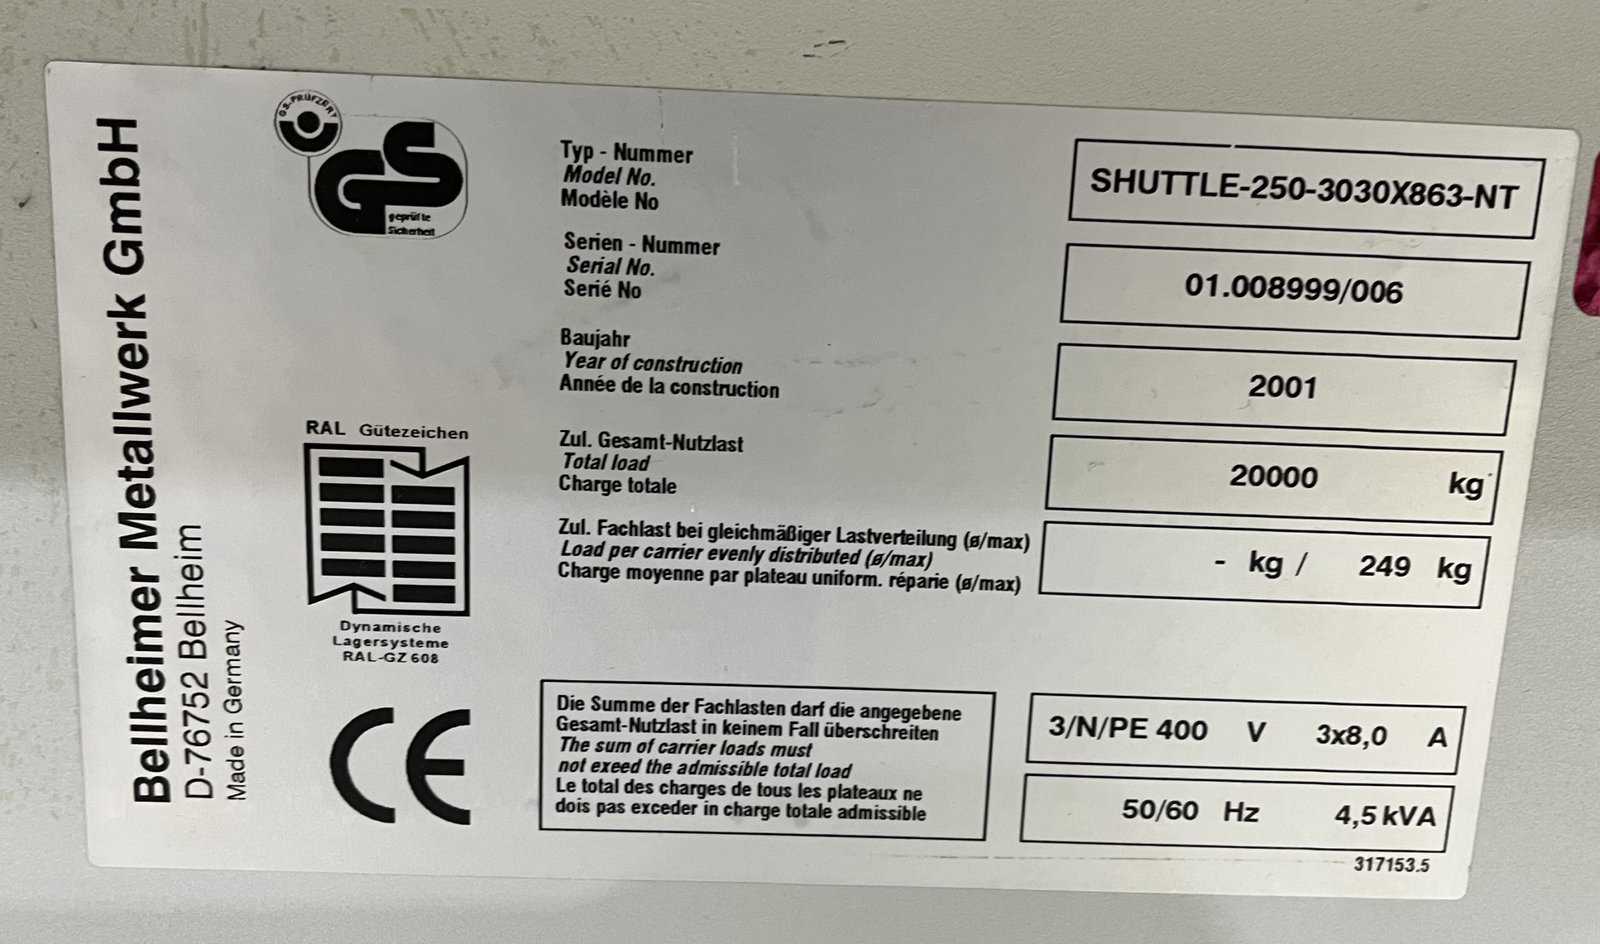 Bellheimer Metallwerk GmbH
D-76752 Bellheim
Made in Germany
GS-PRÜFZERT
GS
geprüfte
Sicherheit
RAL Gütezeichen
Dynamische
Lagersysteme
RAL-GZ 608
CE
Typ - Nummer
Model No.
Modèle No
SHUTTLE-250-3030X863-NT
Serien - Nummer
Serial No.
Serié No
01.008999/006
Baujahr
Year of construction
Année de la construction
2001
Zul. Gesamt-Nutzlast
Total load
Charge totale
20000 kg
Zul. Fachlast bei gleichmäßiger Lastverteilung (ø/max)
Load per carrier evenly distributed (ø/max)
Charge moyenne par plateau uniform. réparie (ø/max)
- kg / 249 kg
Die Summe der Fachlasten darf die angegebene
Gesamt-Nutzlast in keinem Fall überschreiten
The sum of carrier loads must
not exeed the admissible total load
Le total des charges de tous les plateaux ne
dois pas exceder in charge totale admissible
3/N/PE 400 V 3x8,0 A
50/60 Hz 4,5 kVA
317153.5